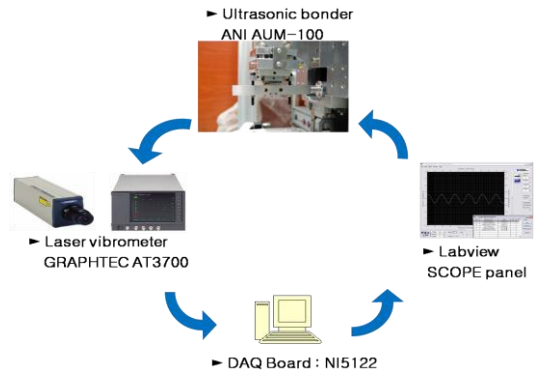 ► Ultrasonic bonder
ANI AUM-100
► Laser vibrometer
GRAPHTEC AT3700
► Labview
SCOPE panel
► DAQ Board : NI5122